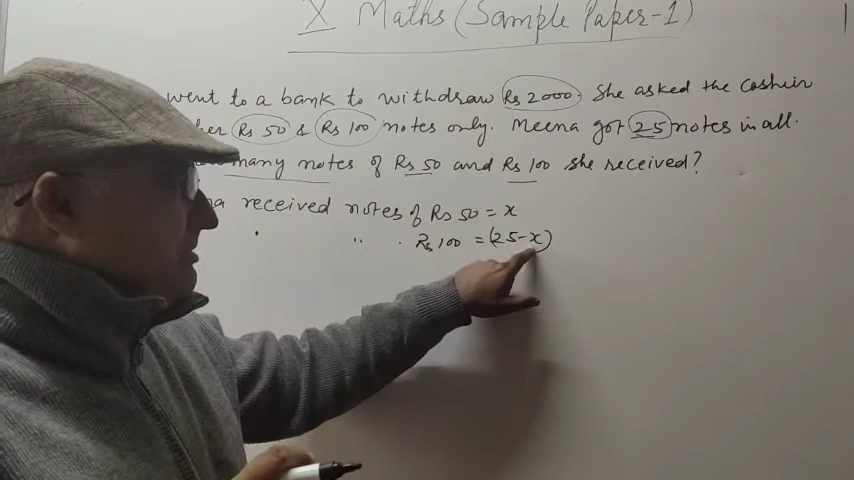 X Maths (Sample Paper-1)
went to a bank to withdraw Rs 2000. She asked the Cashier
Rs 50 & Rs 100 notes only. Meena got 25 notes in all.
many notes of Rs 50 and Rs 100 she received?
received notes of Rs 50 = x
" " . Rs 100 = (25-x)